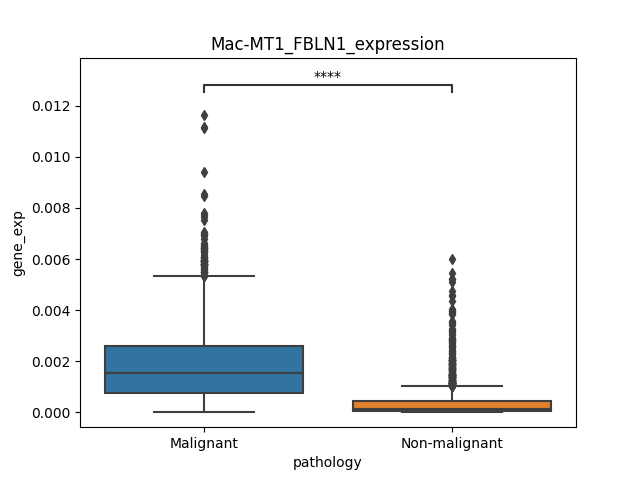 Mac-MT1_FBLN1_expression
****
0.012
0.010
0.008
0.006
0.004
0.002
0.000
gene_exp
Malignant
Non-malignant
pathology